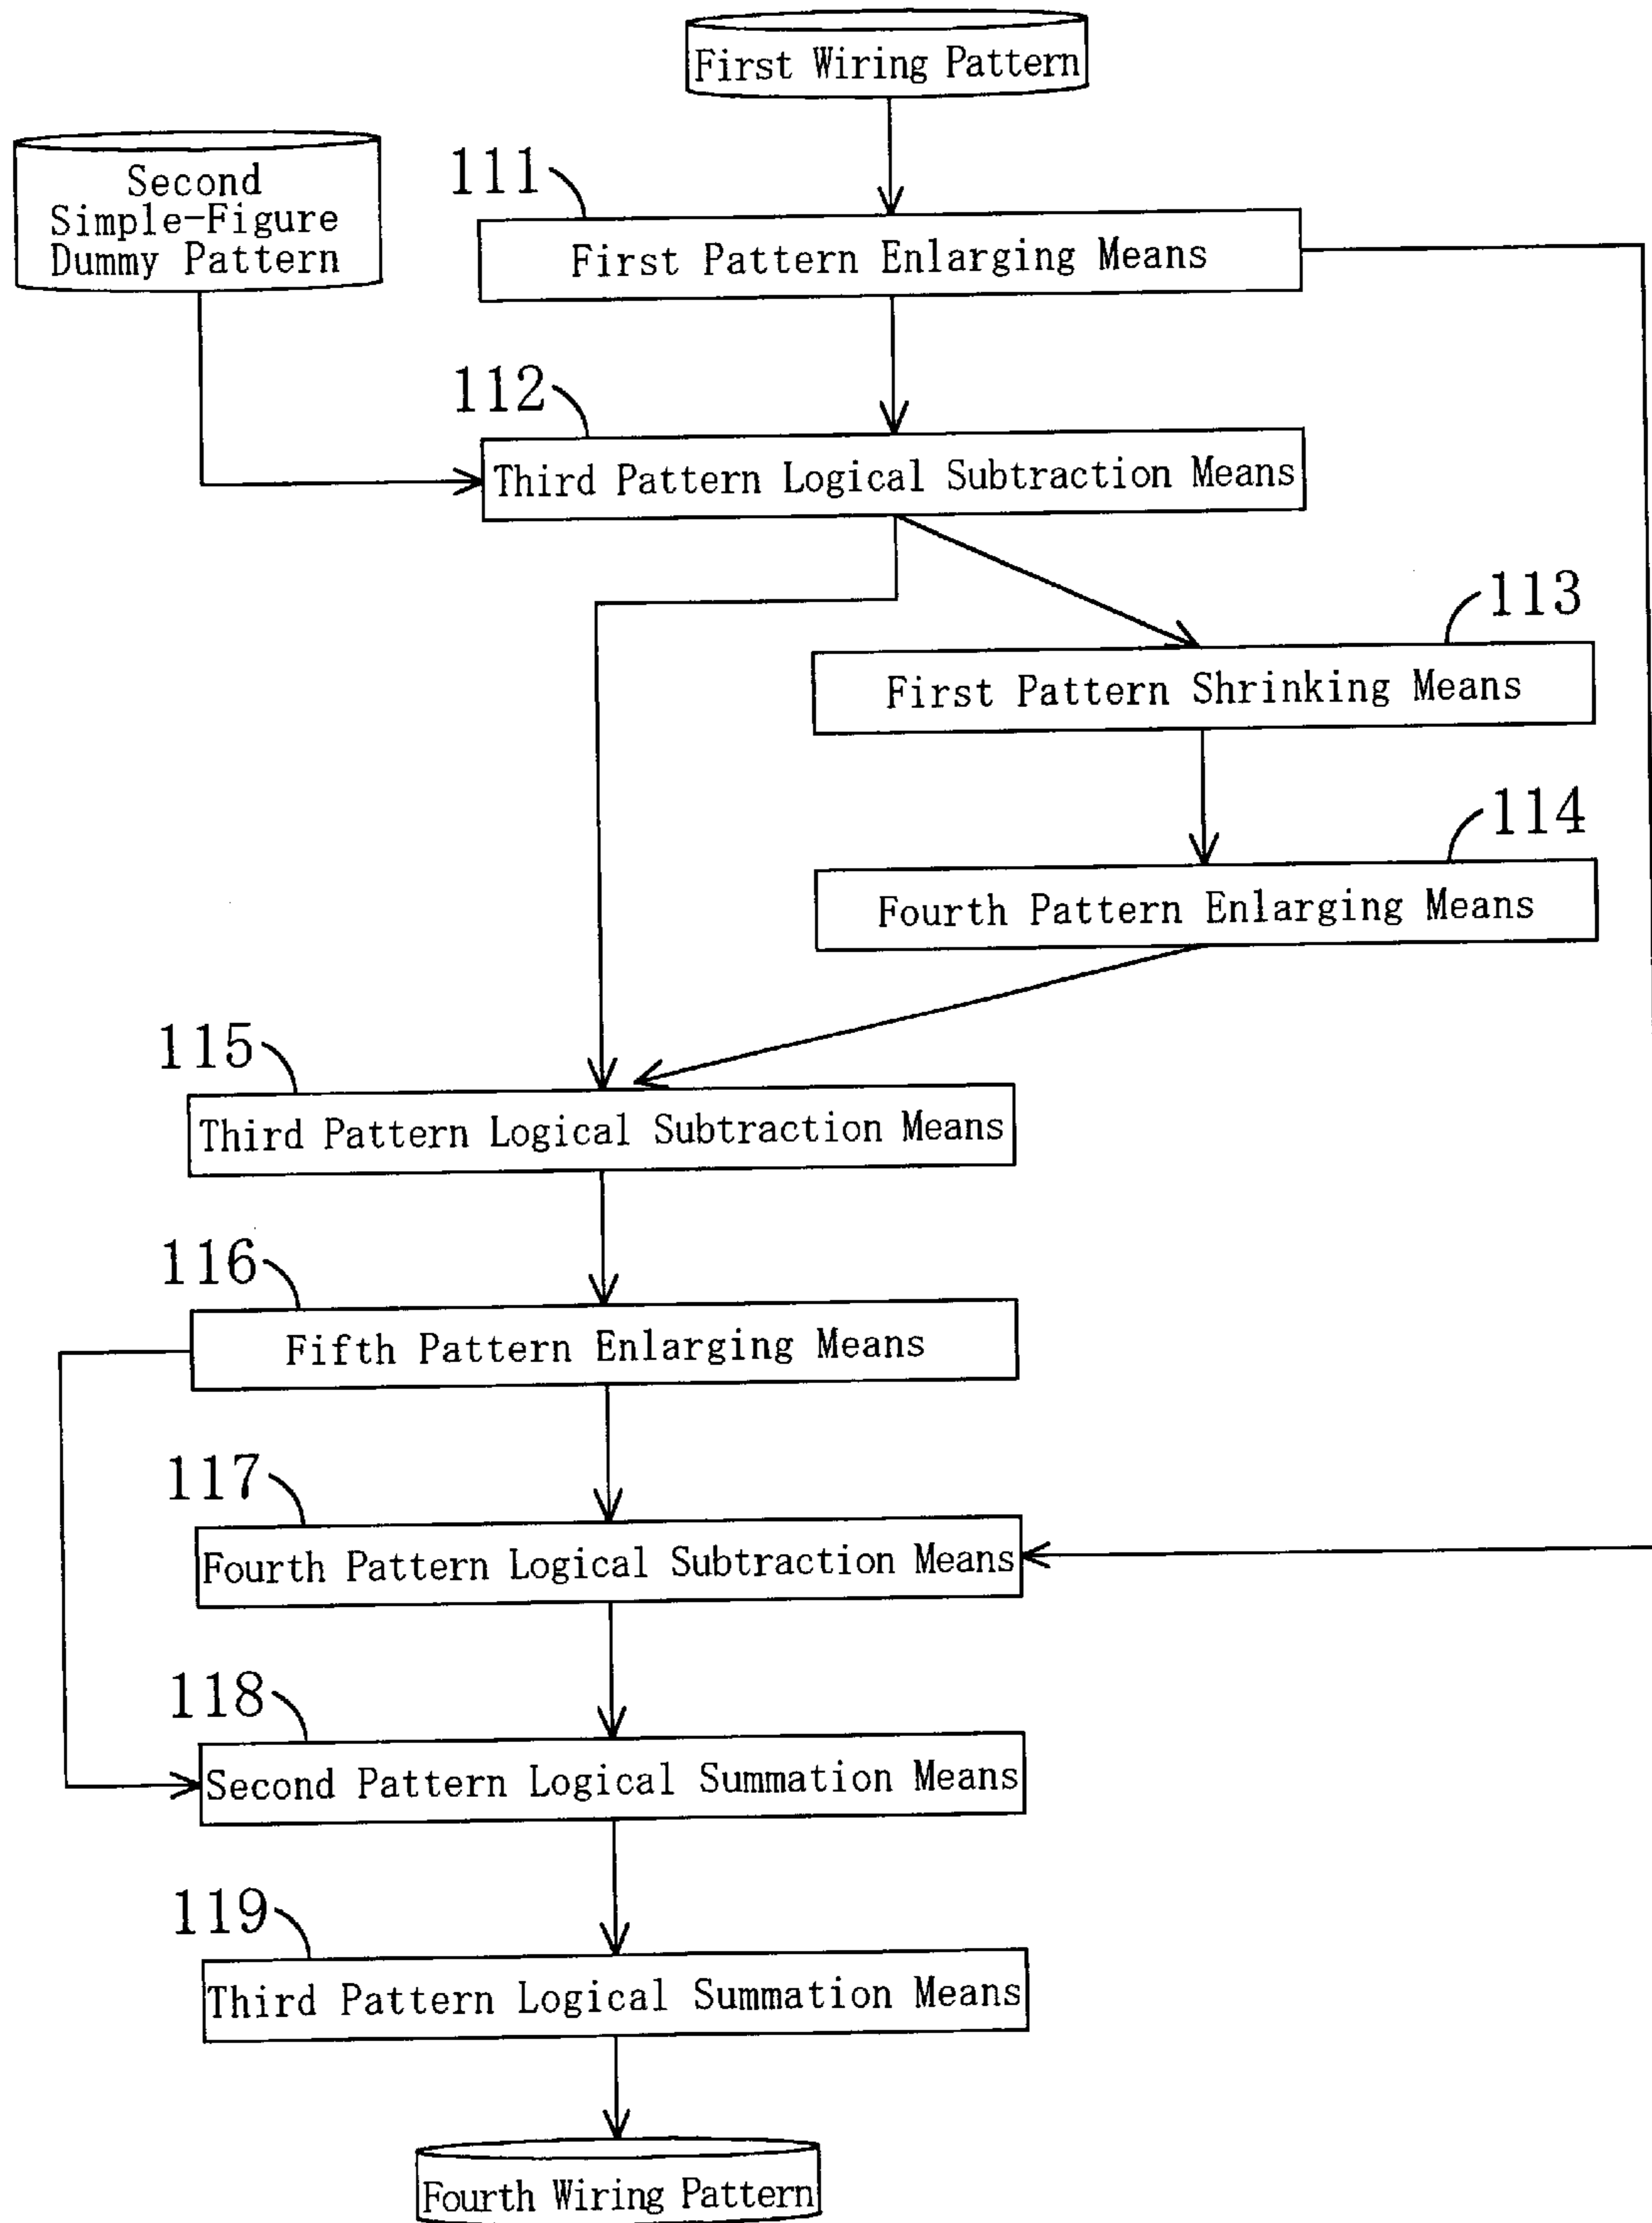 First Wiring Pattern
Second
Simple-Figure
Dummy Pattern
111
First Pattern Enlarging Means
112
Third Pattern Logical Subtraction Means
113
First Pattern Shrinking Means
114
Fourth Pattern Enlarging Means
115
Third Pattern Logical Subtraction Means
116
Fifth Pattern Enlarging Means
117
Fourth Pattern Logical Subtraction Means
118
Second Pattern Logical Summation Means
119
Third Pattern Logical Summation Means
Fourth Wiring Pattern